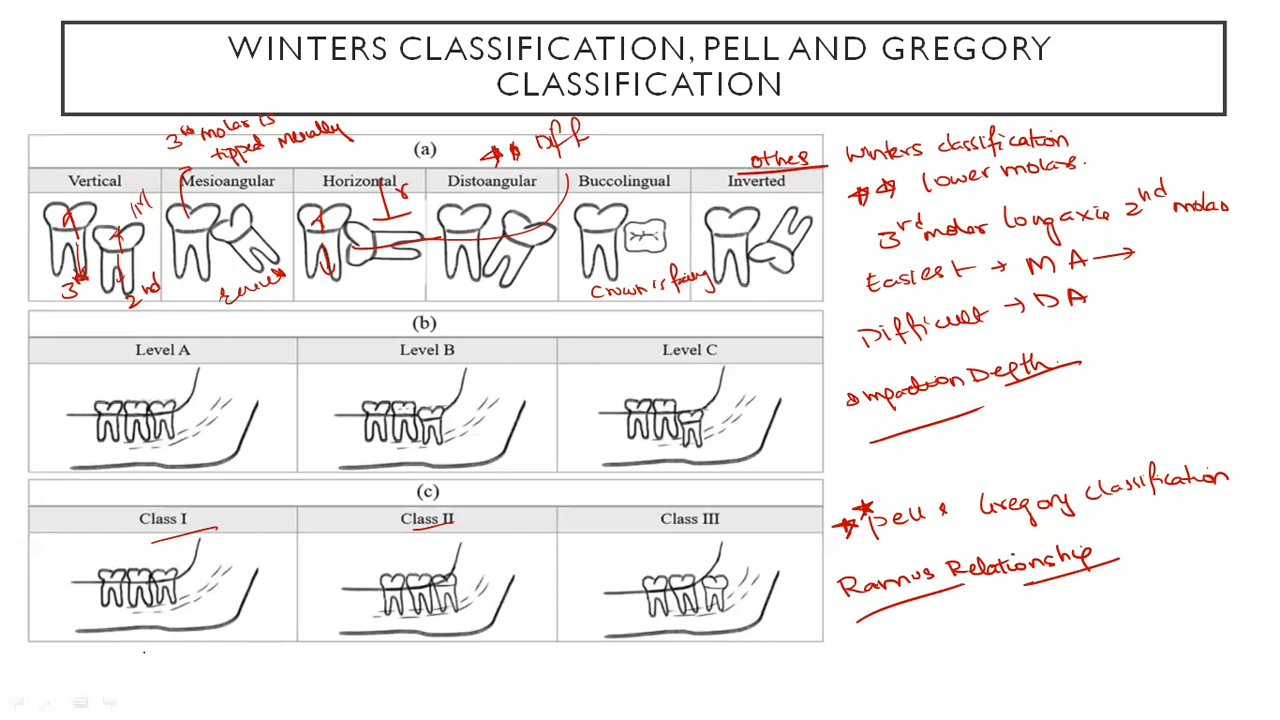 WINTERS CLASSIFICATION, PELL AND GREGORY
CLASSIFICATION
3rd molar is
tipped mesially
Diff
(a)
others
Vertical
Mesioangular
Horizontal
Distoangular
Buccolingual
Inverted
3rd
2nd
Crown is facing
winters classification
lower molars.
3rd molar long axis 2nd molar
Easiest → MA →
Difficult → DA
(b)
Level A
Level B
Level C
Impaction Depth
(c)
Class I
Class II
Class III
Pell & Gregory classification
Ramus Relationship